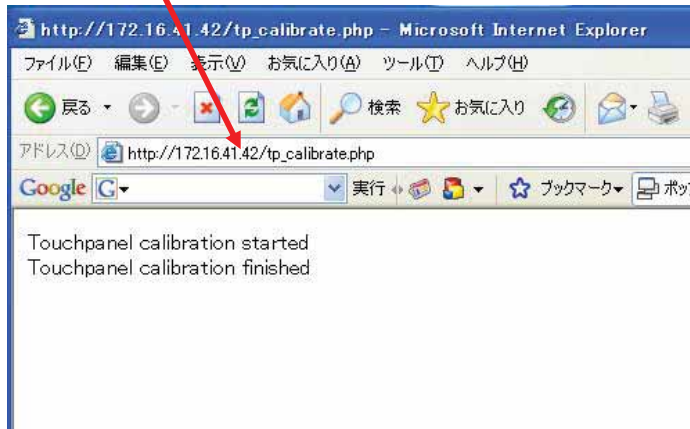 http://172.16.41.42/tp_calibrate.php - Microsoft Internet Explorer
ファイル(F) 編集(E) 表示(V) お気に入り(A) ツール(T) ヘルプ(H)
戻る 検索 お気に入り
アドレス(D) http://172.16.41.42/tp_calibrate.php
Google G 実行 ブックマーク ポッ
Touchpanel calibration started
Touchpanel calibration finished